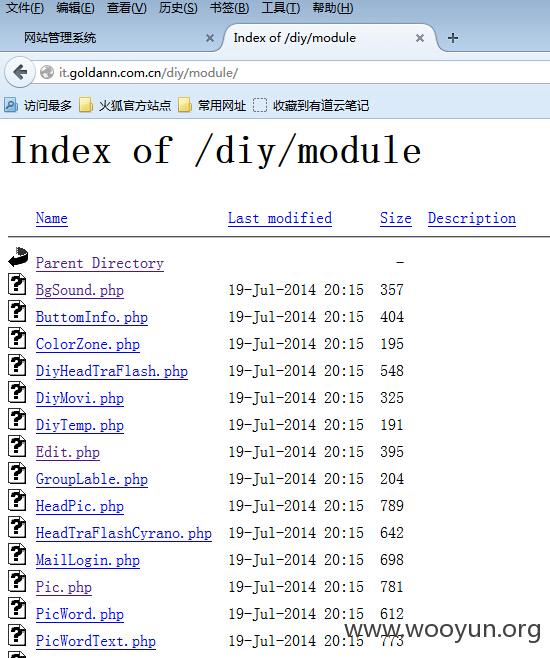 文件(F) 编辑(E) 查看(V) 历史(S) 书签(B) 工具(T) 帮助(H)
网站管理系统 × Index of /diy/module × +
it.goldann.com.cn/diy/module/
访问最多 火狐官方站点 常用网址 收藏到有道云笔记
Index of /diy/module
Name Last modified Size Description
Parent Directory -
BgSound.php 19-Jul-2014 20:15 357
ButtomInfo.php 19-Jul-2014 20:15 404
ColorZone.php 19-Jul-2014 20:15 195
DiyHeadTraFlash.php 19-Jul-2014 20:15 548
DiyMovi.php 19-Jul-2014 20:15 325
DiyTemp.php 19-Jul-2014 20:15 191
Edit.php 19-Jul-2014 20:15 395
GroupLable.php 19-Jul-2014 20:15 204
HeadPic.php 19-Jul-2014 20:15 789
HeadTraFlashCyrano.php 19-Jul-2014 20:15 642
MailLogin.php 19-Jul-2014 20:15 698
Pic.php 19-Jul-2014 20:15 781
PicWord.php 19-Jul-2014 20:15 612
PicWordText.php 19-Jul-2014 20:15 773
www.wooyun.org